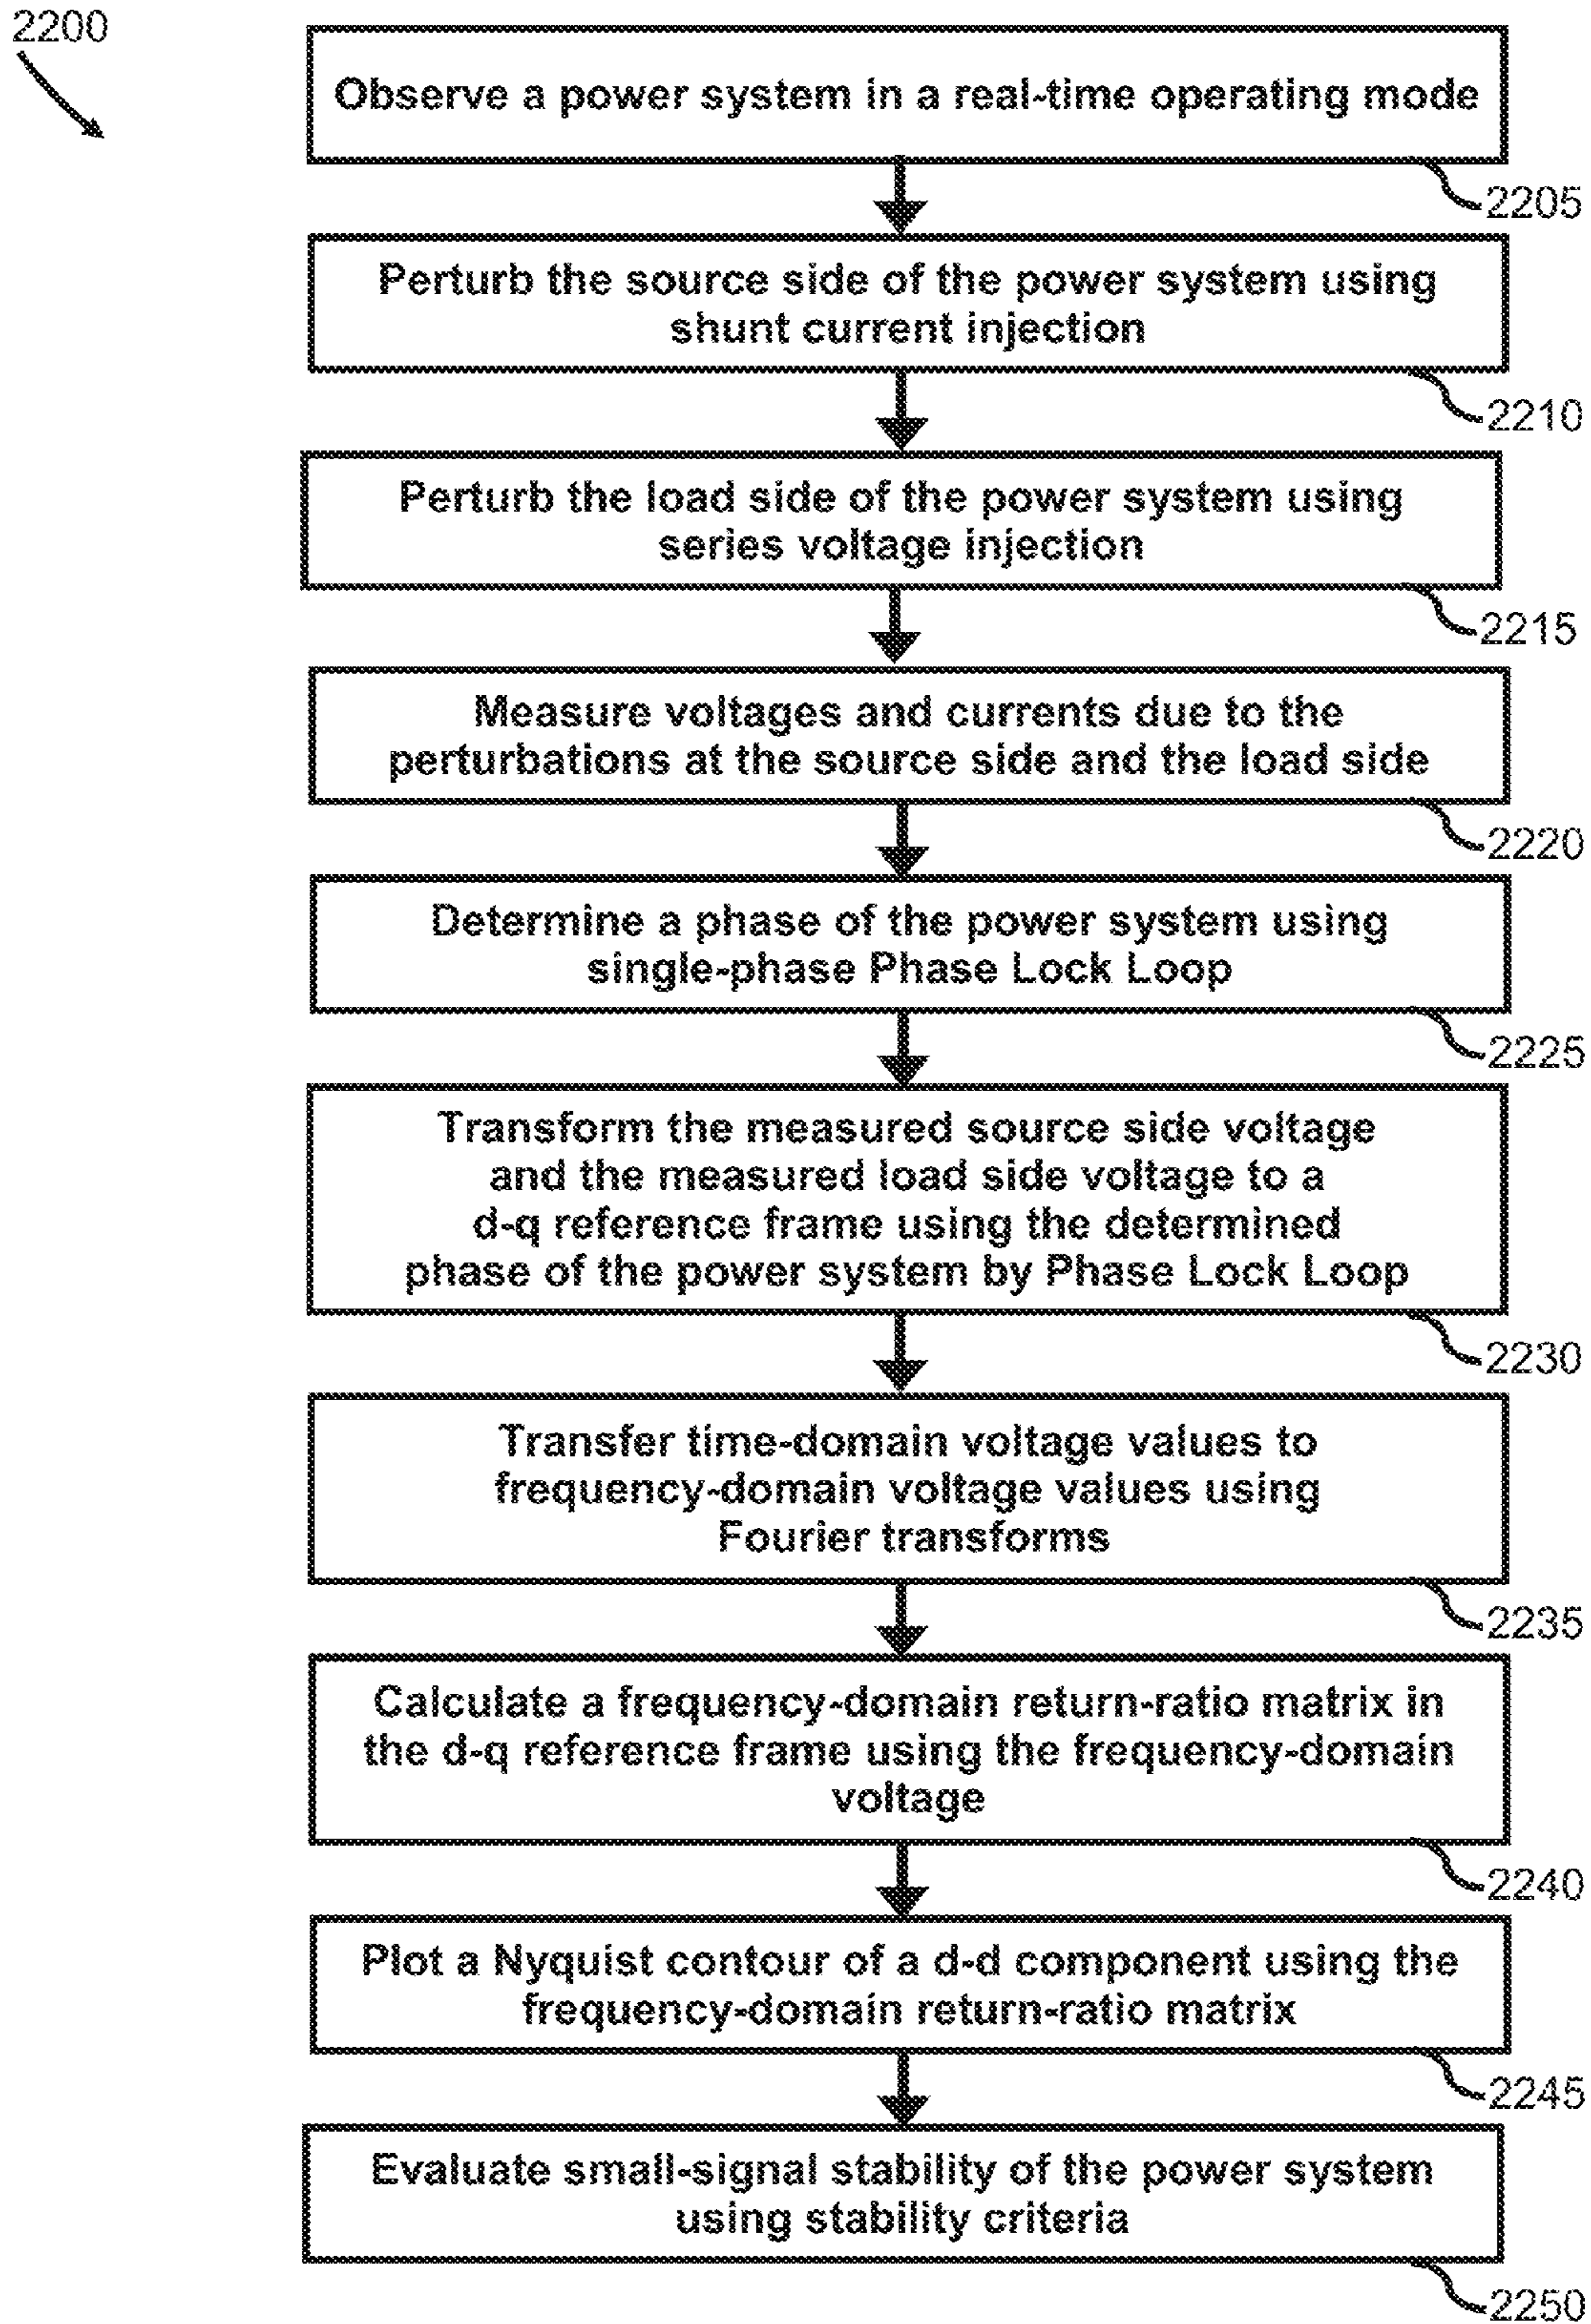 2200
Observe a power system in a real-time operating mode
2205
Perturb the source side of the power system using
shunt current injection
2210
Perturb the load side of the power system using
series voltage injection
2215
Measure voltages and currents due to the
perturbations at the source side and the load side
2220
Determine a phase of the power system using
single-phase Phase Lock Loop
2225
Transform the measured source side voltage
and the measured load side voltage to a
d-q reference frame using the determined
phase of the power system by Phase Lock Loop
2230
Transfer time-domain voltage values to
frequency-domain voltage values using
Fourier transforms
2235
Calculate a frequency-domain return-ratio matrix in
the d-q reference frame using the frequency-domain
voltage
2240
Plot a Nyquist contour of a d-d component using the
frequency-domain return-ratio matrix
2245
Evaluate small-signal stability of the power system
using stability criteria
2250